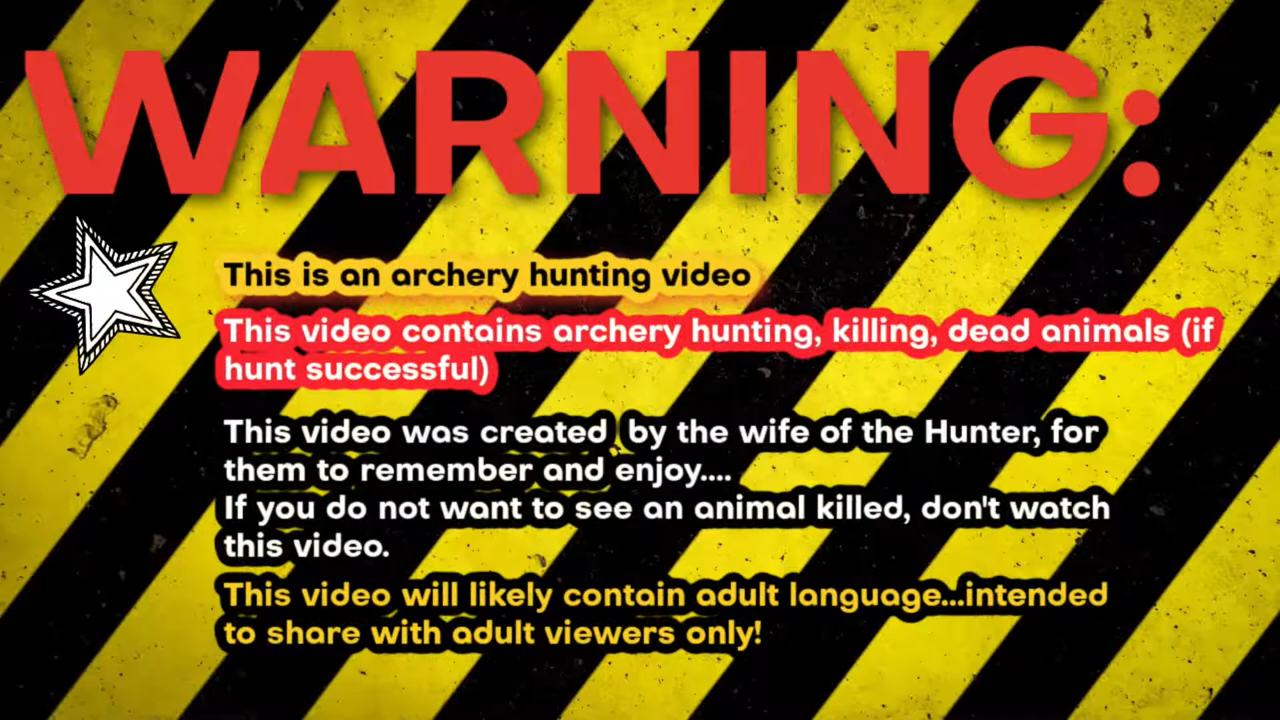 WARNING:
This is an archery hunting video
This video contains archery hunting, killing, dead animals (if
hunt successful)
This video was created by the wife of the Hunter, for
them to remember and enjoy....
If you do not want to see an animal killed, don't watch
this video.
This video will likely contain adult language...intended
to share with adult viewers only!